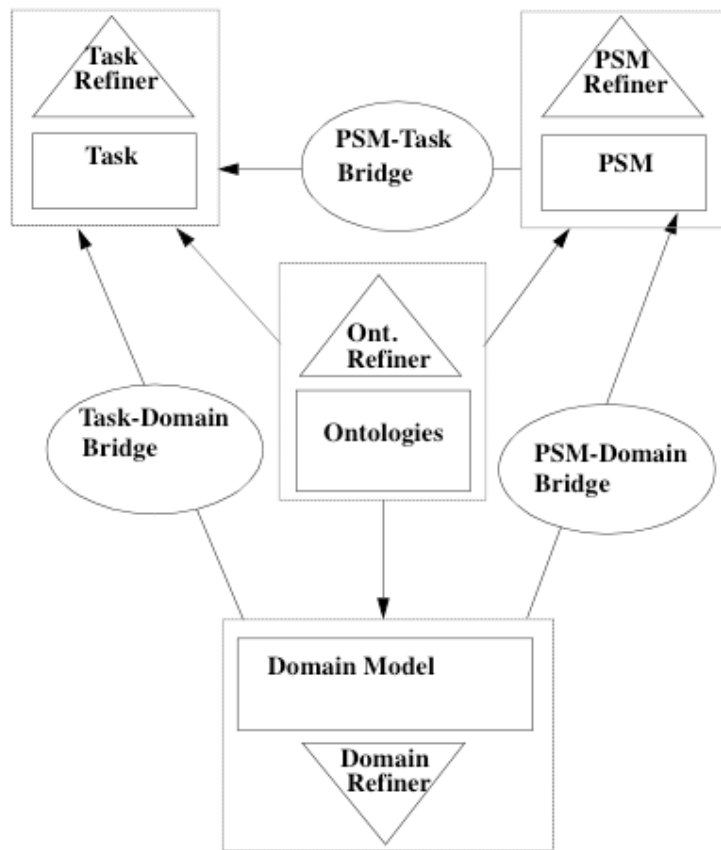 Task
Refiner
Task
PSM-Task
Bridge
PSM
Refiner
PSM
Ont.
Refiner
Ontologies
Task-Domain
Bridge
PSM-Domain
Bridge
Domain Model
Domain
Refiner